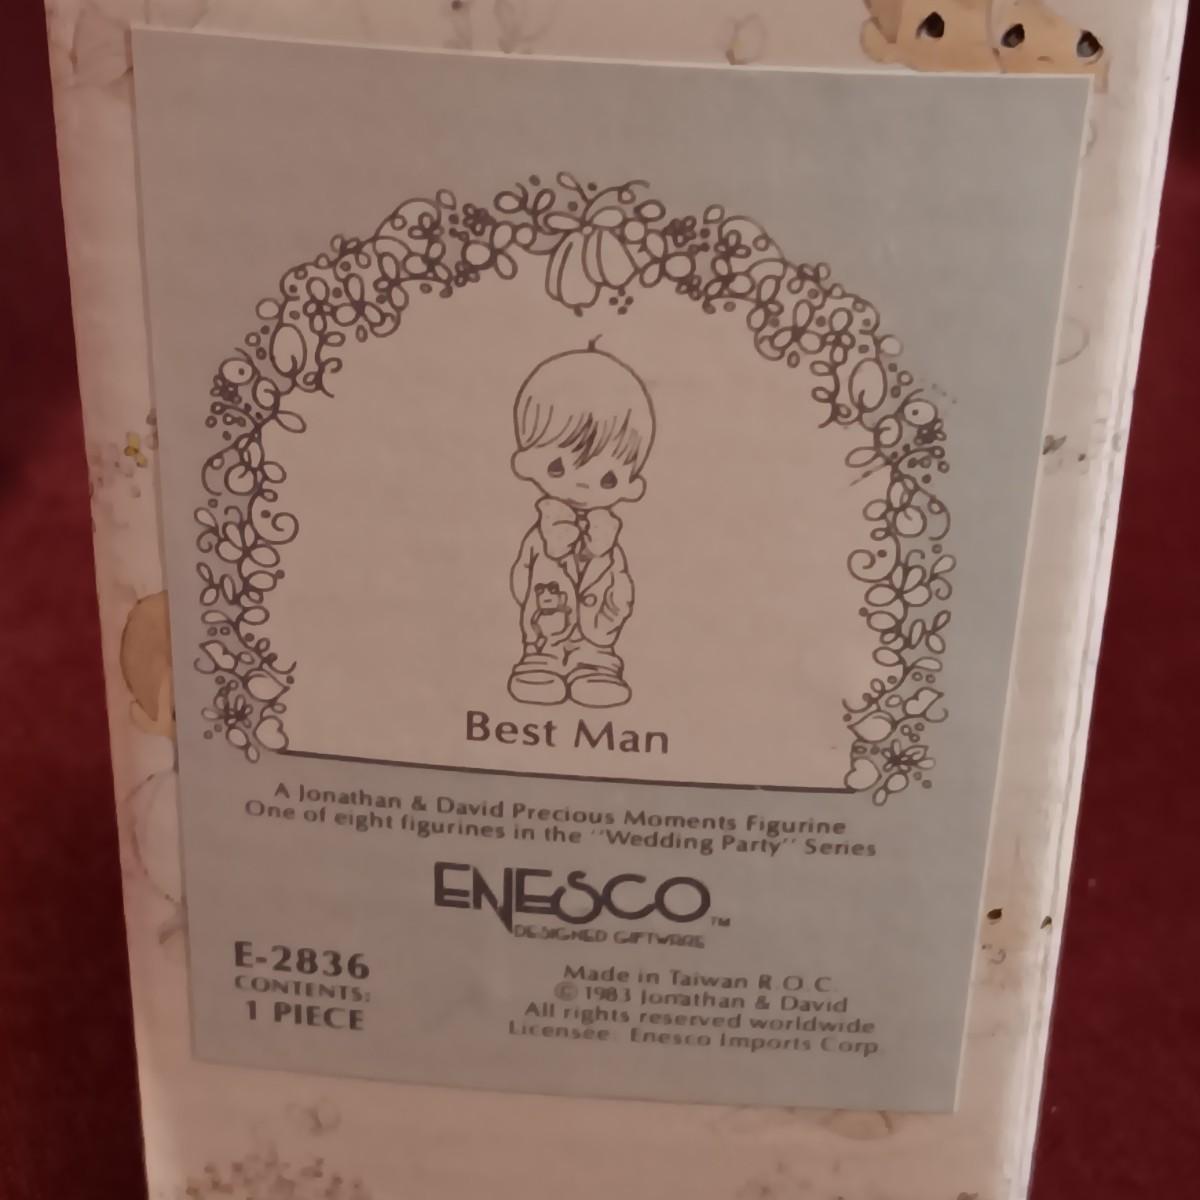 Best Man
A Jonathan & David Precious Moments Figurine
One of eight figurines in the "Wedding Party" Series
ENESCO™
DESIGNED GIFTWARE
E-2836
CONTENTS:
1 PIECE
Made in Taiwan R.O.C.
© 1983 Jonathan & David
All rights reserved worldwide
Licensee: Enesco Imports Corp.